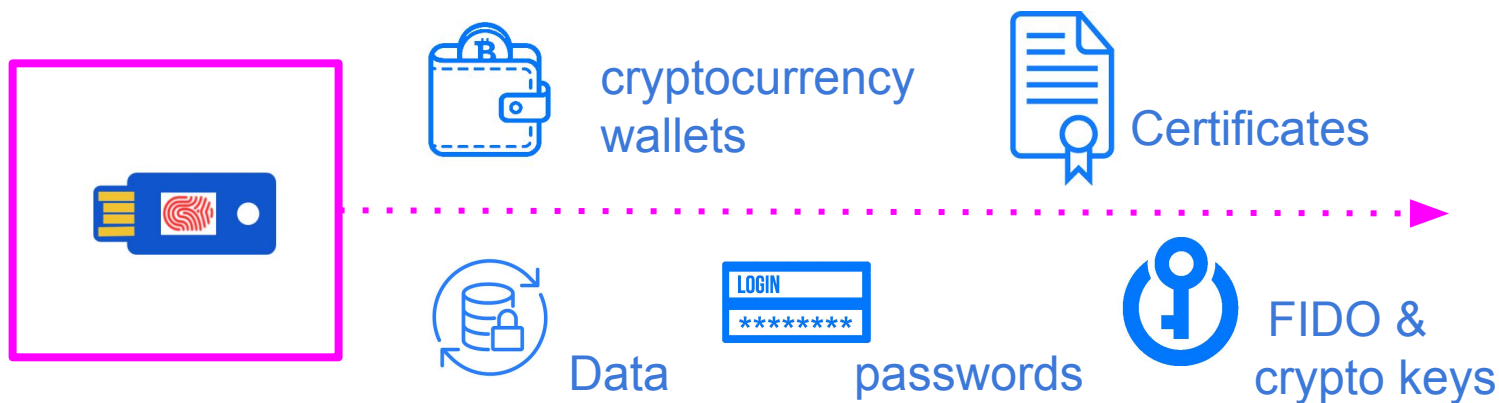 cryptocurrency
wallets
Certificates
LOGIN
********
Data
passwords
FIDO &
crypto keys